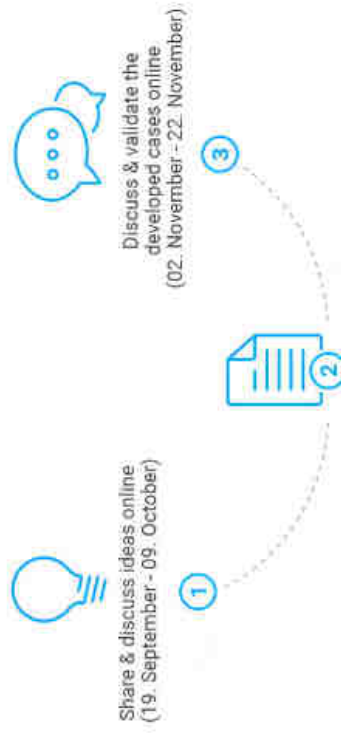 Share & discuss ideas online
(19. September - 09. October)
1
2
Discuss & validate the
developed cases online
(02. November - 22. November)
3